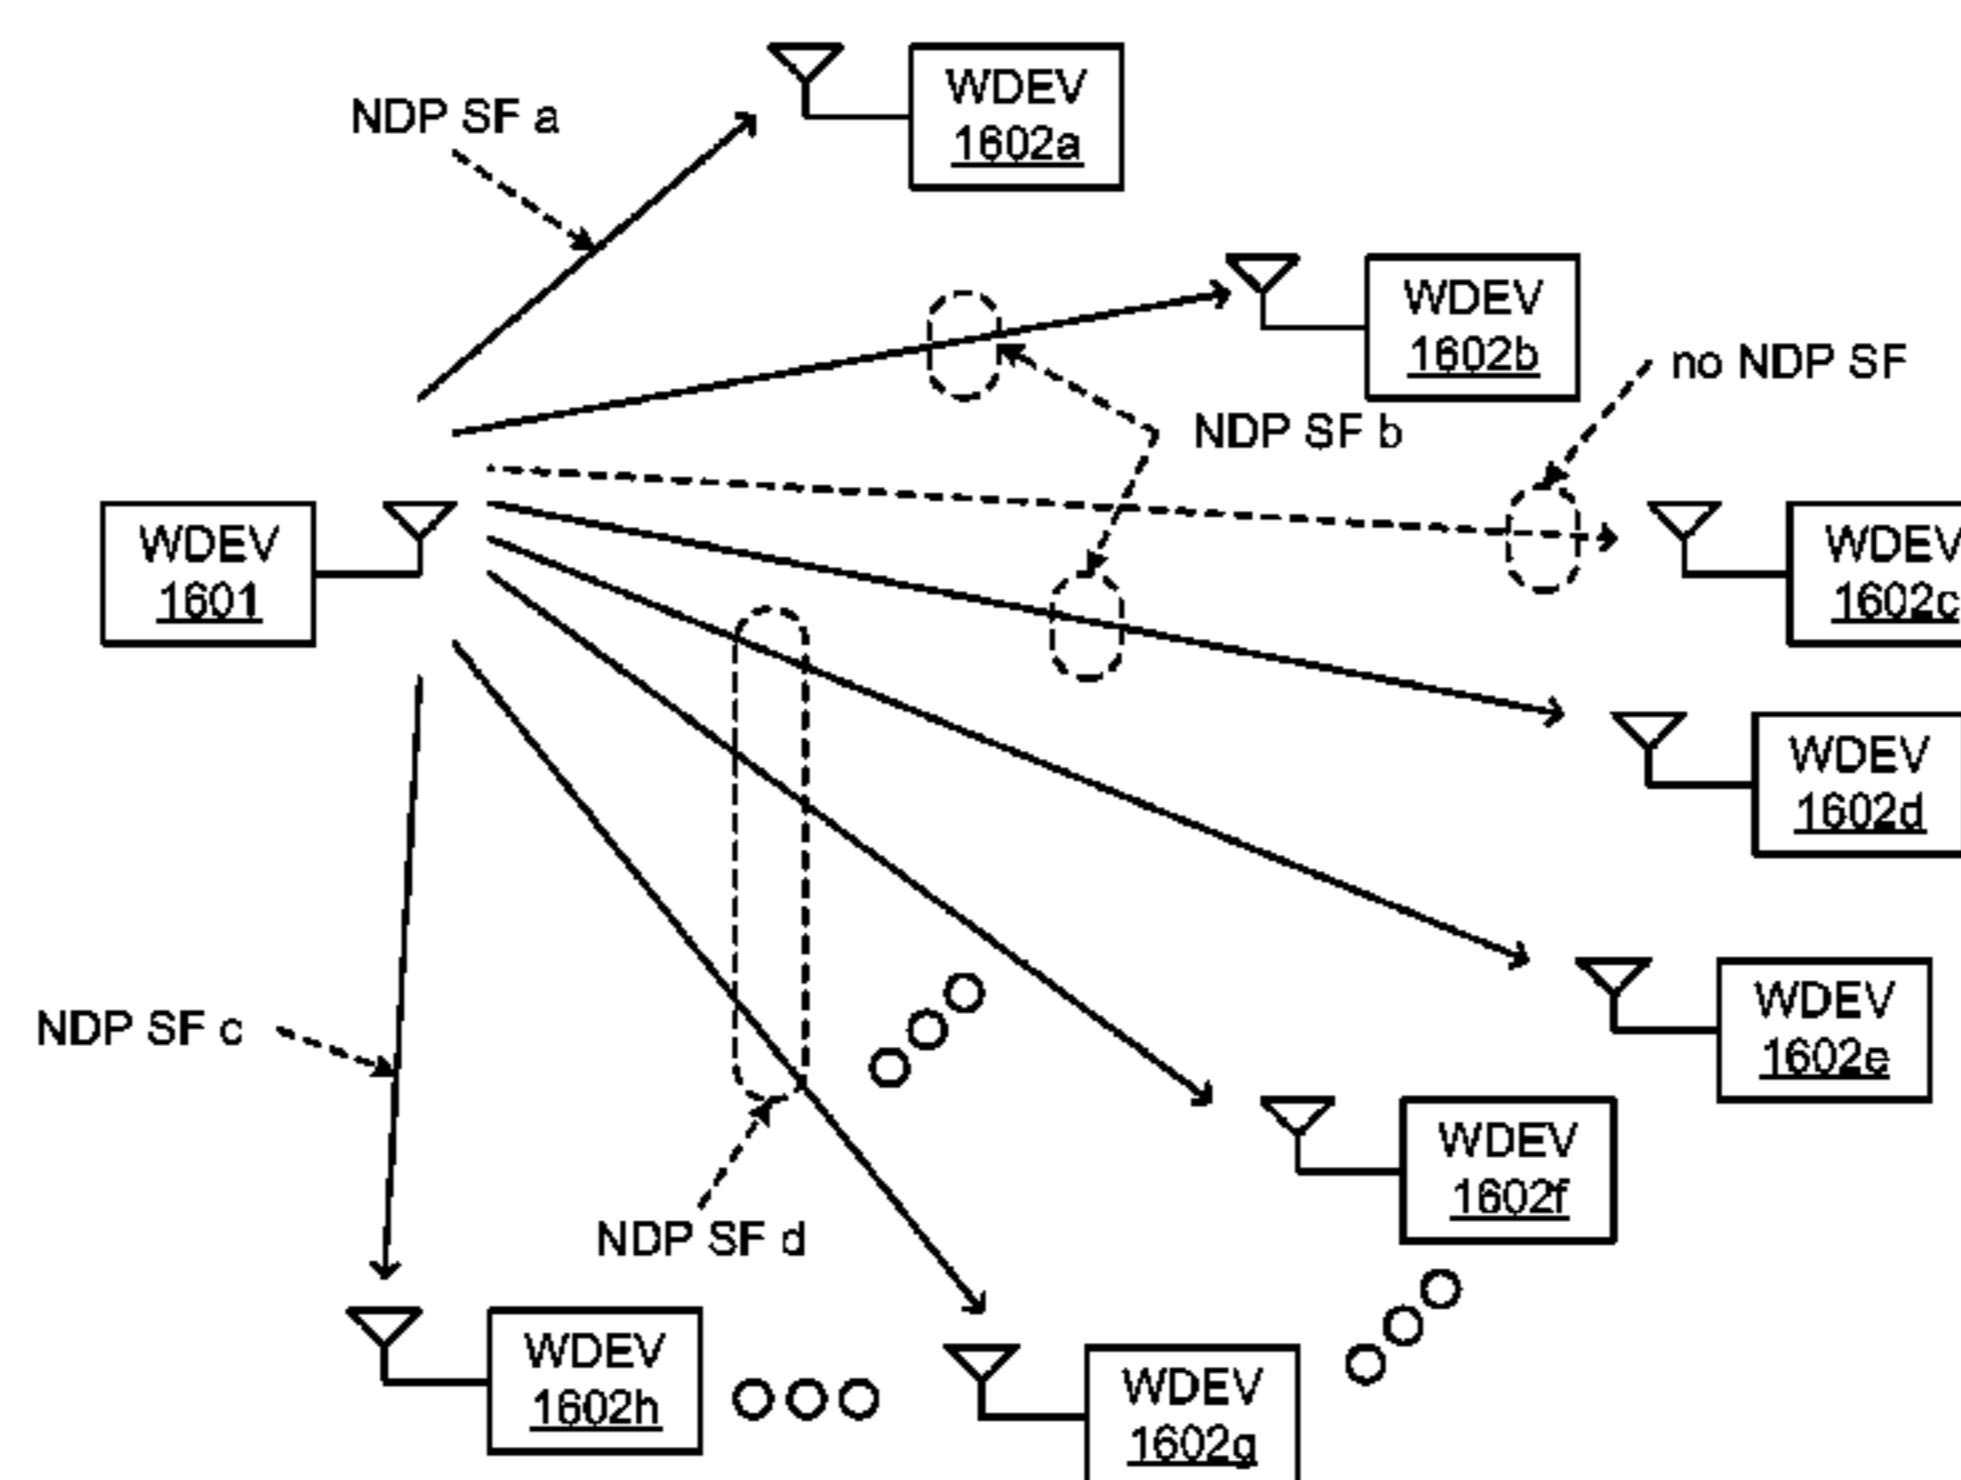 WDEV
1602a
NDP SF a
WDEV
1602b
no NDP SF
NDP SF b
WDEV
1601
WDEV
1602c
WDEV
1602d
WDEV
1602e
NDP SF c
WDEV
1602f
NDP SF d
WDEV
1602h
WDEV
1602g